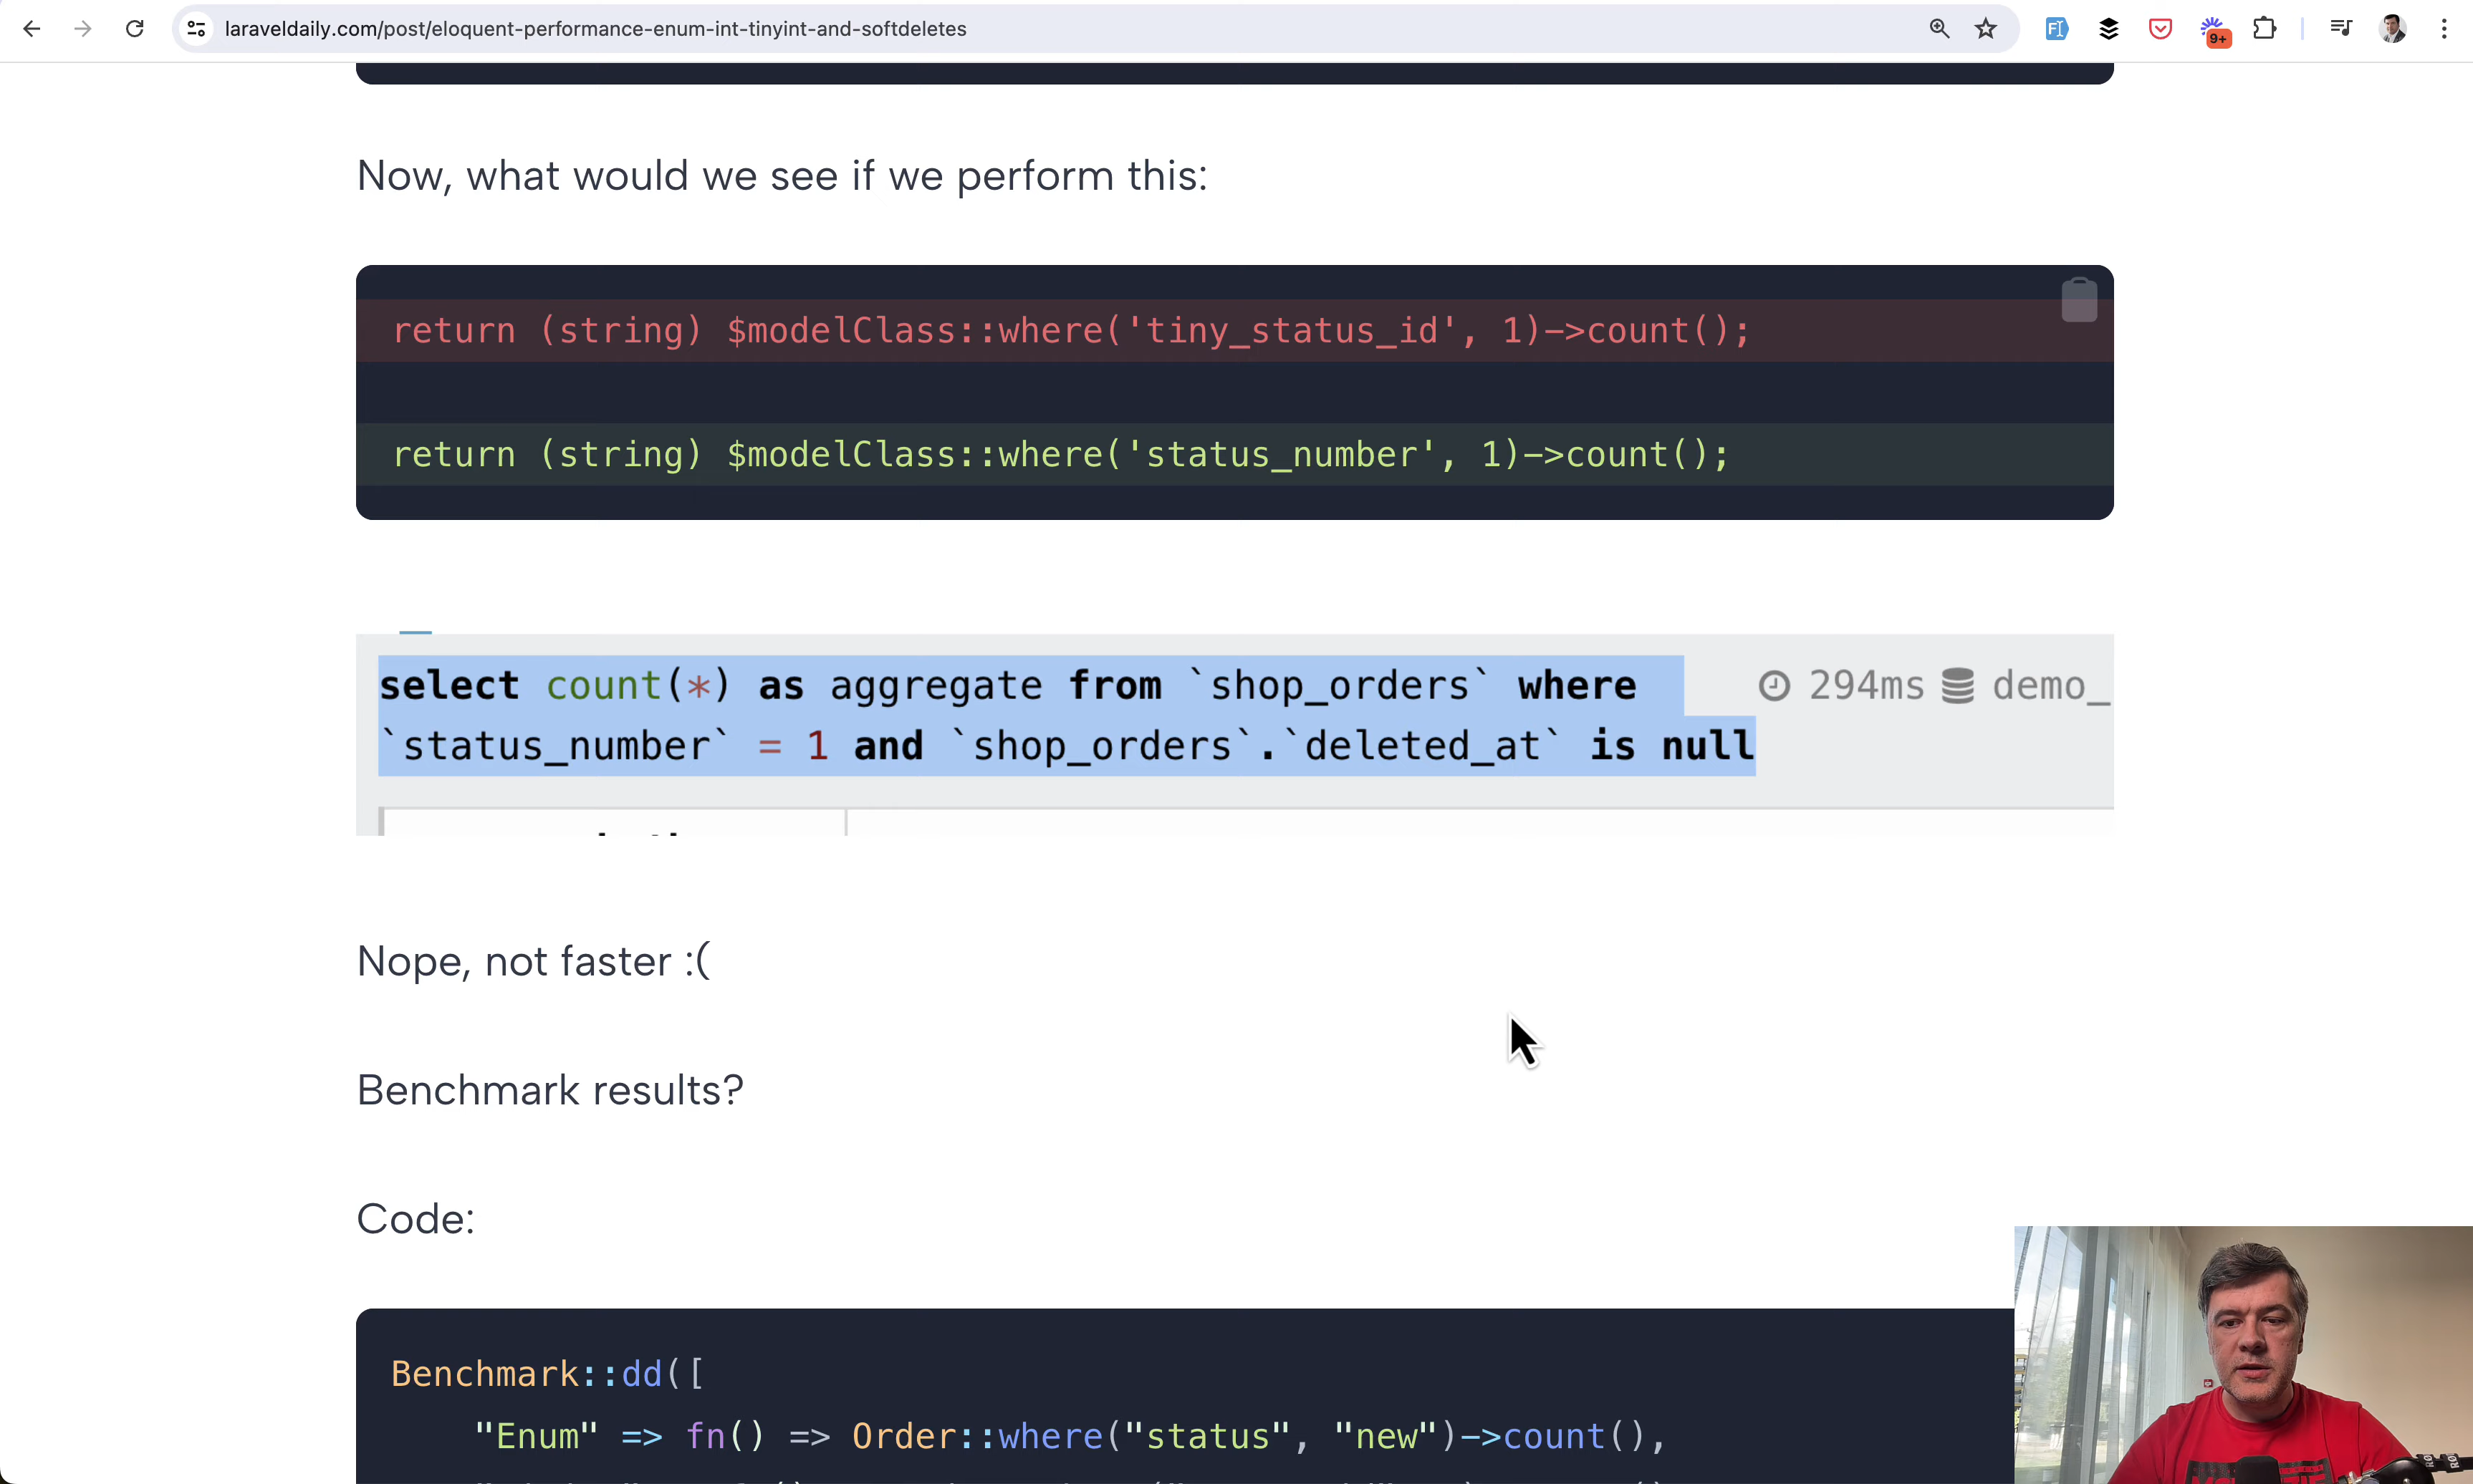 laraveldaily.com/post/eloquent-performance-enum-int-tinyint-and-softdeletes
9+
Now, what would we see if we perform this:
return (string) $modelClass::where('tiny_status_id', 1)->count();
return (string) $modelClass::where('status_number', 1)->count();
select count(*) as aggregate from `shop_orders` where
294ms demo_
`status_number` = 1 and `shop_orders`.`deleted_at` is null
Nope, not faster :(
Benchmark results?
Code:
Benchmark::dd([
"Enum" => fn() => Order::where("status", "new")->count(),